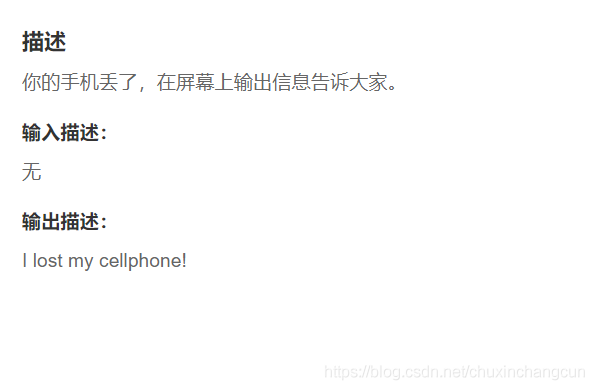 描述
你的手机丢了，在屏幕上输出信息告诉大家。
输入描述：
无
输出描述：
I lost my cellphone!
https://blog.csdn.net/chuxinchangcun